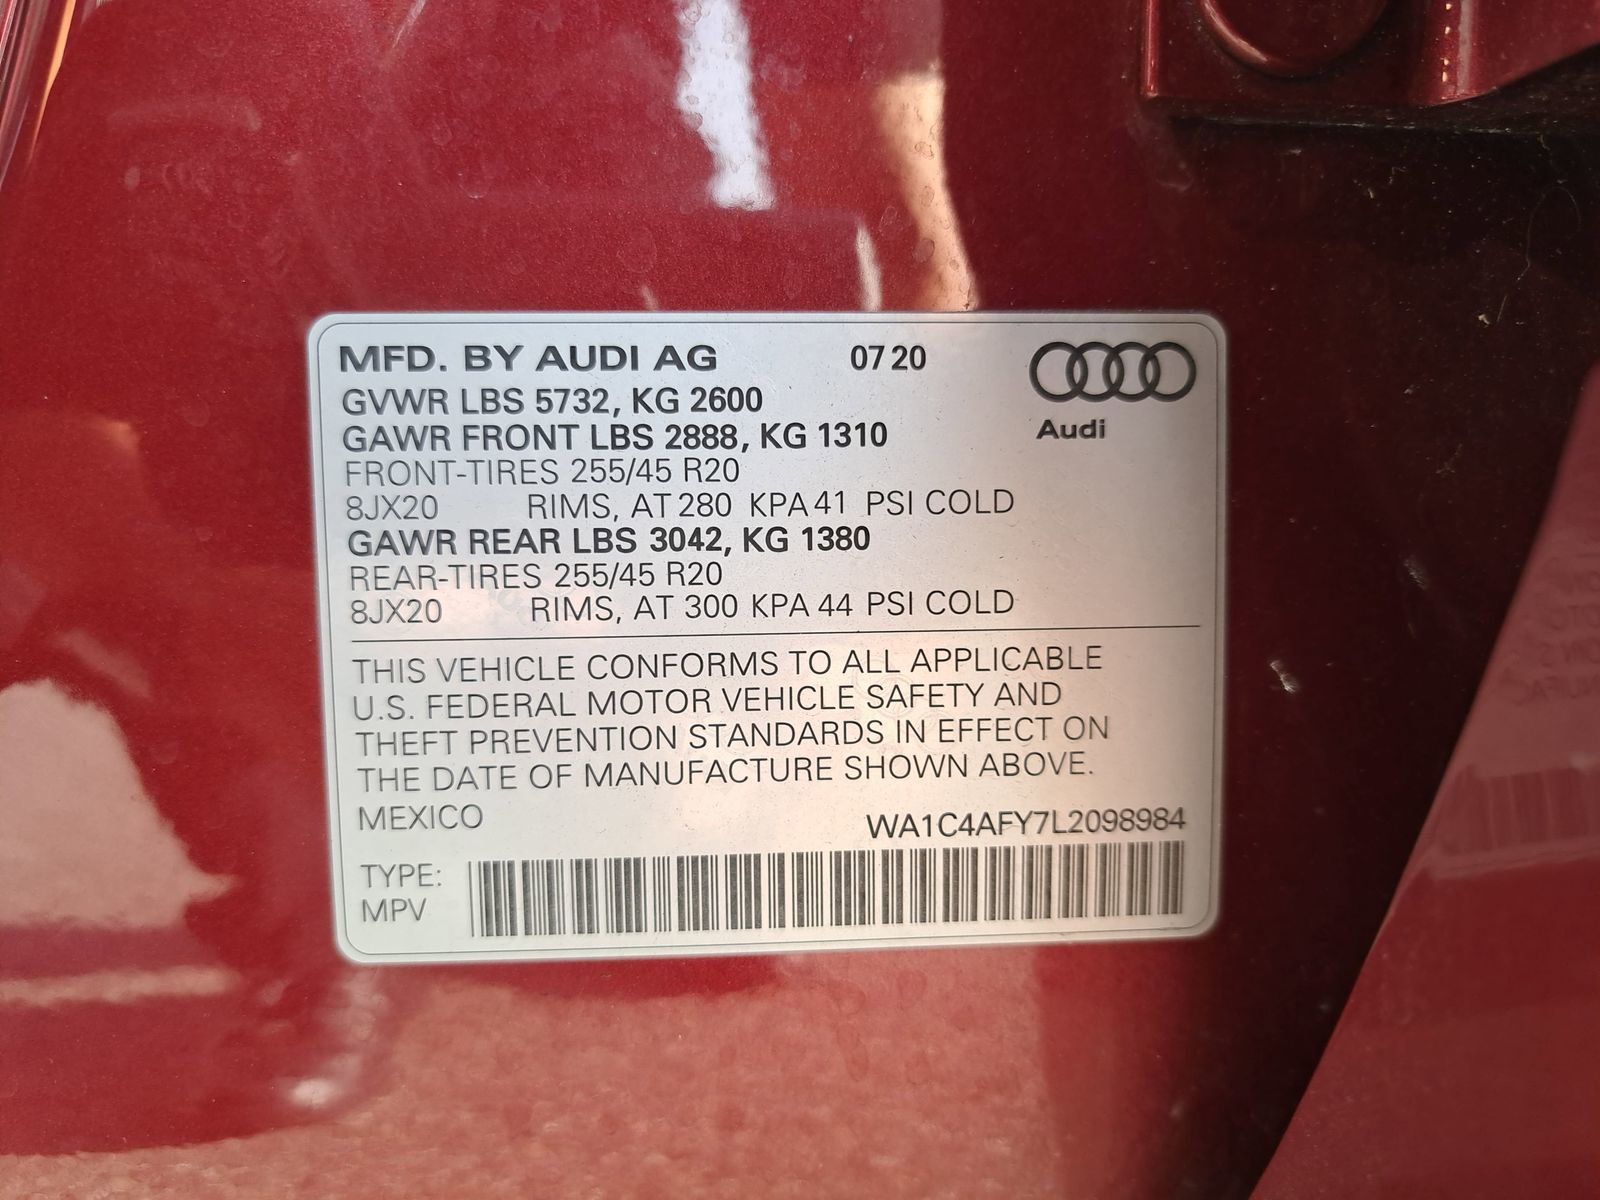 MFD. BY AUDI AG 07 20
GVWR LBS 5732, KG 2600
GAWR FRONT LBS 2888, KG 1310
FRONT-TIRES 255/45 R20
8JX20 RIMS, AT 280 KPA 41 PSI COLD
GAWR REAR LBS 3042, KG 1380
REAR-TIRES 255/45 R20
8JX20 RIMS, AT 300 KPA 44 PSI COLD
Audi
THIS VEHICLE CONFORMS TO ALL APPLICABLE
U.S. FEDERAL MOTOR VEHICLE SAFETY AND
THEFT PREVENTION STANDARDS IN EFFECT ON
THE DATE OF MANUFACTURE SHOWN ABOVE.
MEXICO WA1C4AFY7L2098984
TYPE:
MPV